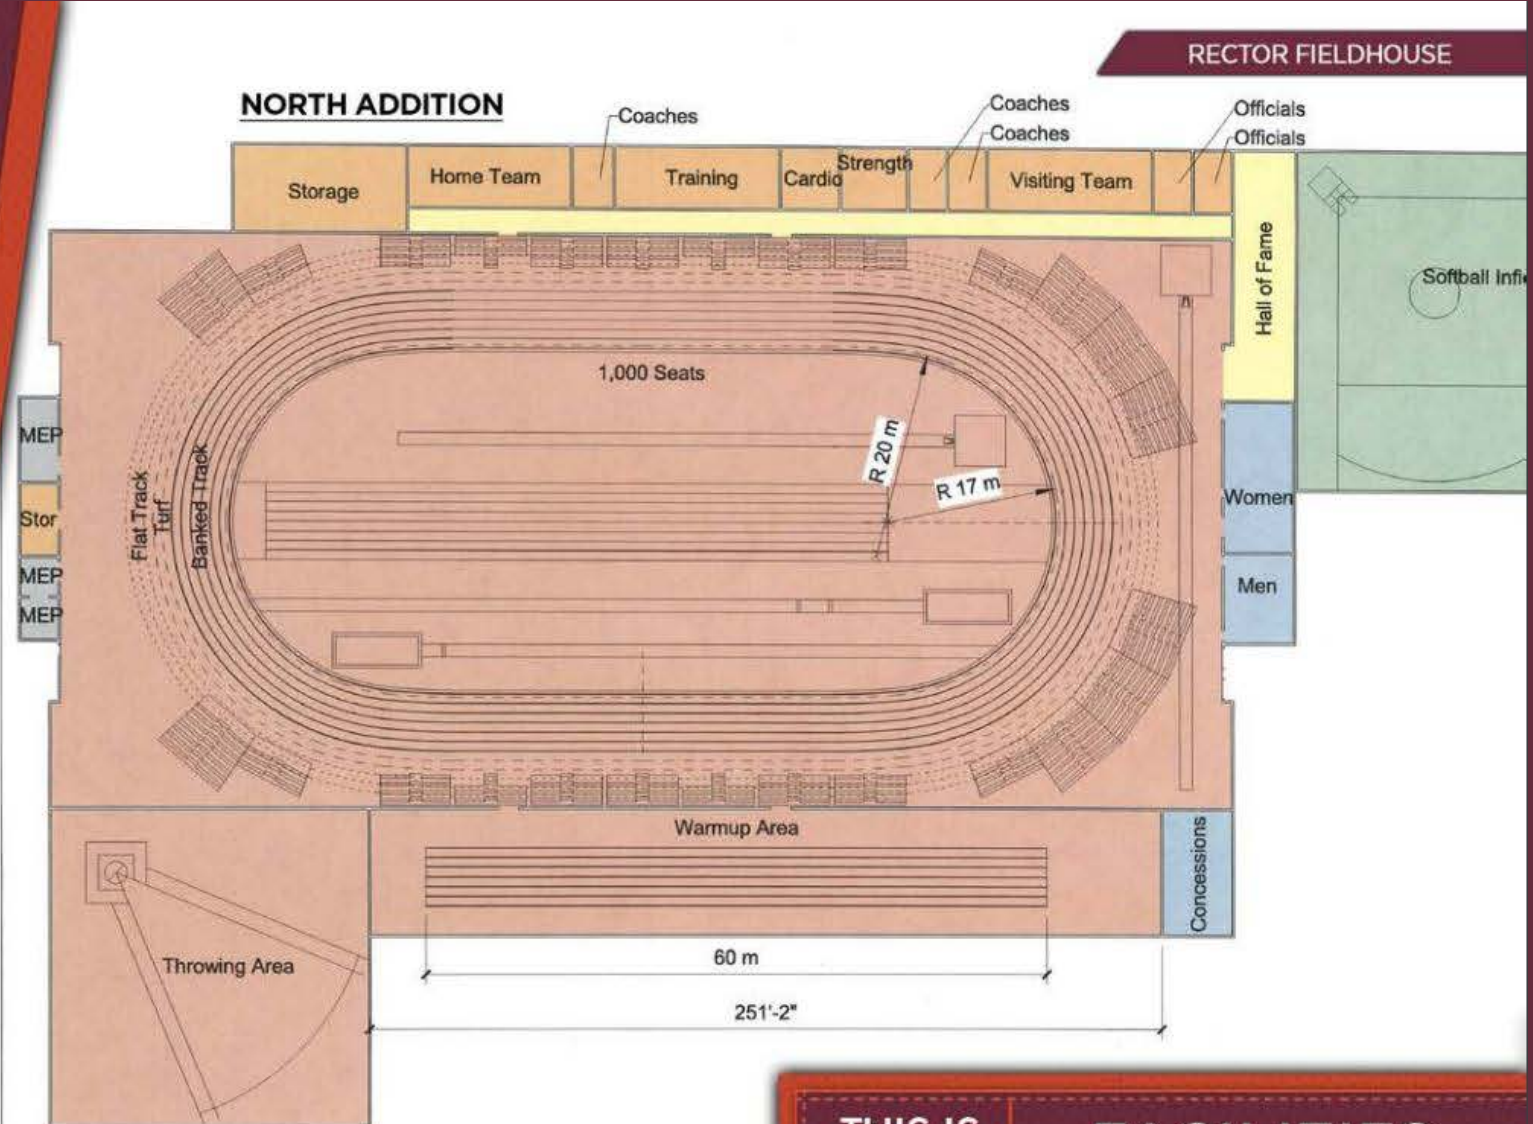 RECTOR FIELDHOUSE
NORTH ADDITION
Coaches
Coaches
Coaches
Officials
Officials
Storage
Home Team
Training
Cardio
Strength
Visiting Team
Hall of Fame
Softball Infi
1,000 Seats
R 20 m
R 17 m
MEP
Stor
MEP
MEP
Flat Track
Turf
Banked Track
Women
Men
Warmup Area
Concessions
Throwing Area
60 m
251'-2"
THIS IS